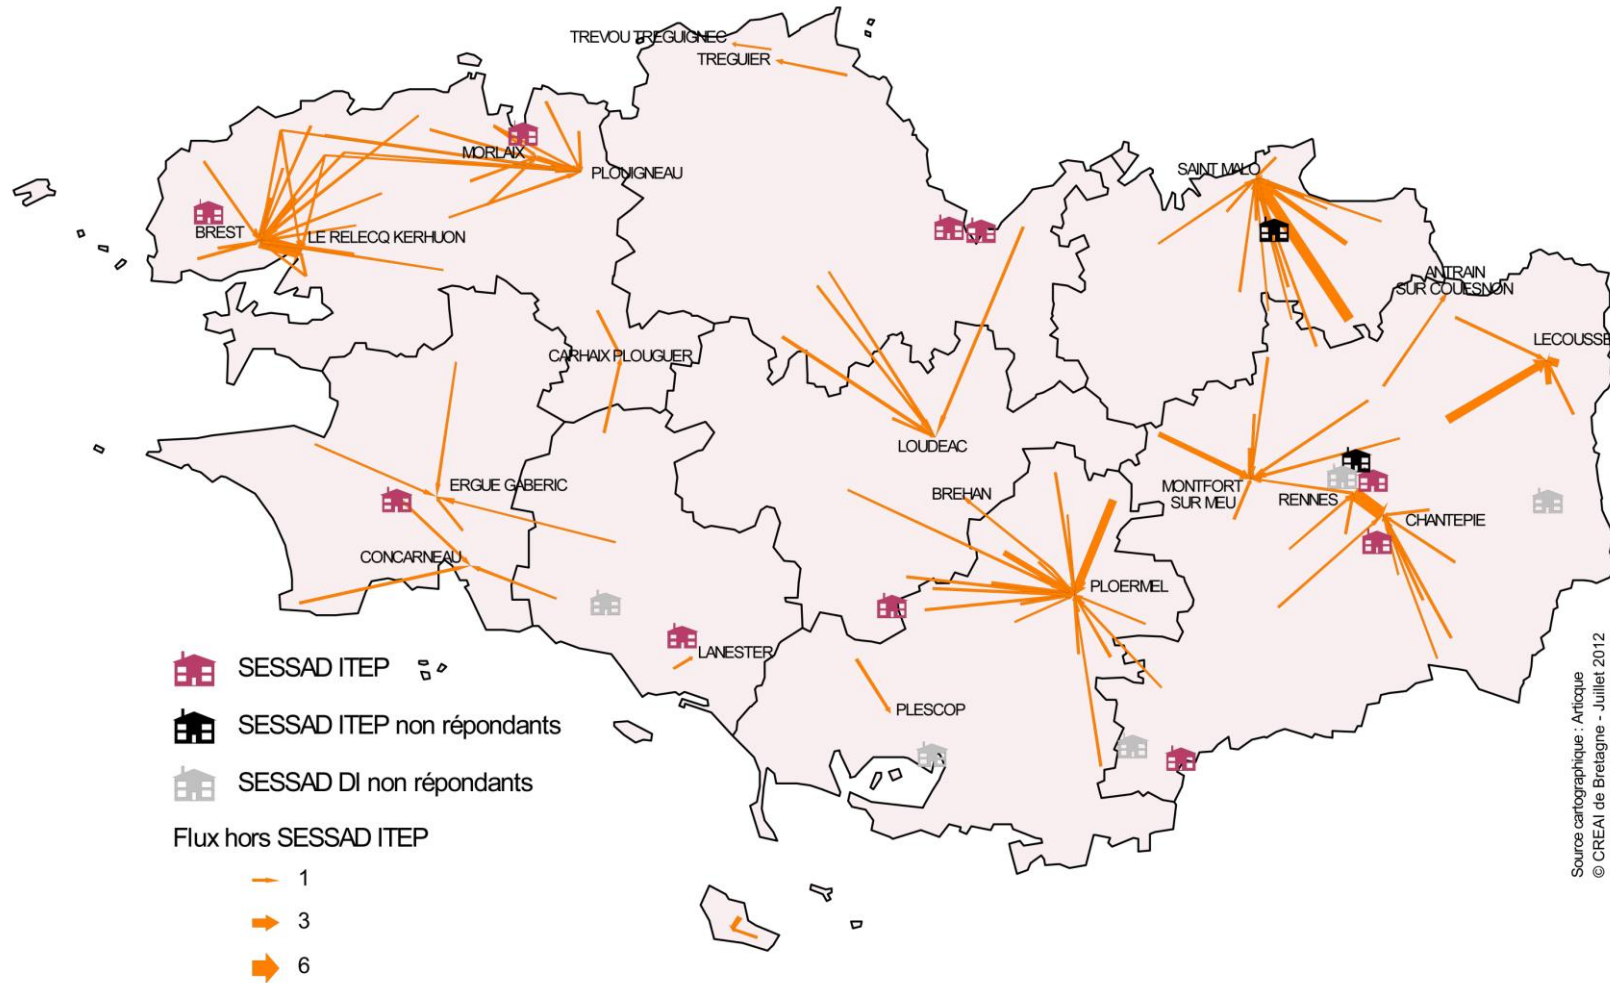 TREVOU TREGUIGNEC
TREGUIER
MORLAIX
PLOUIGNEAU
SAINT MALO
BREST
LE RELECQ KERHUON
ANTRAIN
SUR COUESNON
LECOUSSE
CARHAIX PLOUGUER
LOUDEAC
ERGUE GABERIC
BREHAN
MONTFORT
SUR MEU
RENNES
CHANTEPIE
CONCARNEAU
PLOERMEL
LANESTER
PLESCOP
SESSAD ITEP
SESSAD ITEP non répondants
SESSAD DI non répondants
Flux hors SESSAD ITEP
1
3
6
Source cartographique : Articque
© CREAI de Bretagne - Juillet 2012